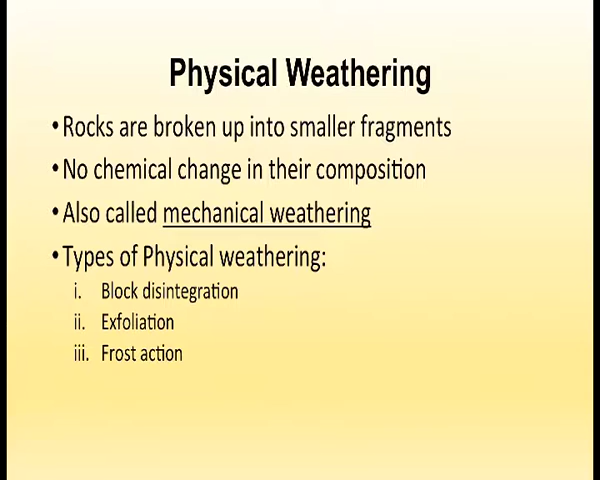 Physical Weathering
•Rocks are broken up into smaller fragments
•No chemical change in their composition
•Also called mechanical weathering
•Types of Physical weathering:
i. Block disintegration
ii. Exfoliation
iii. Frost action